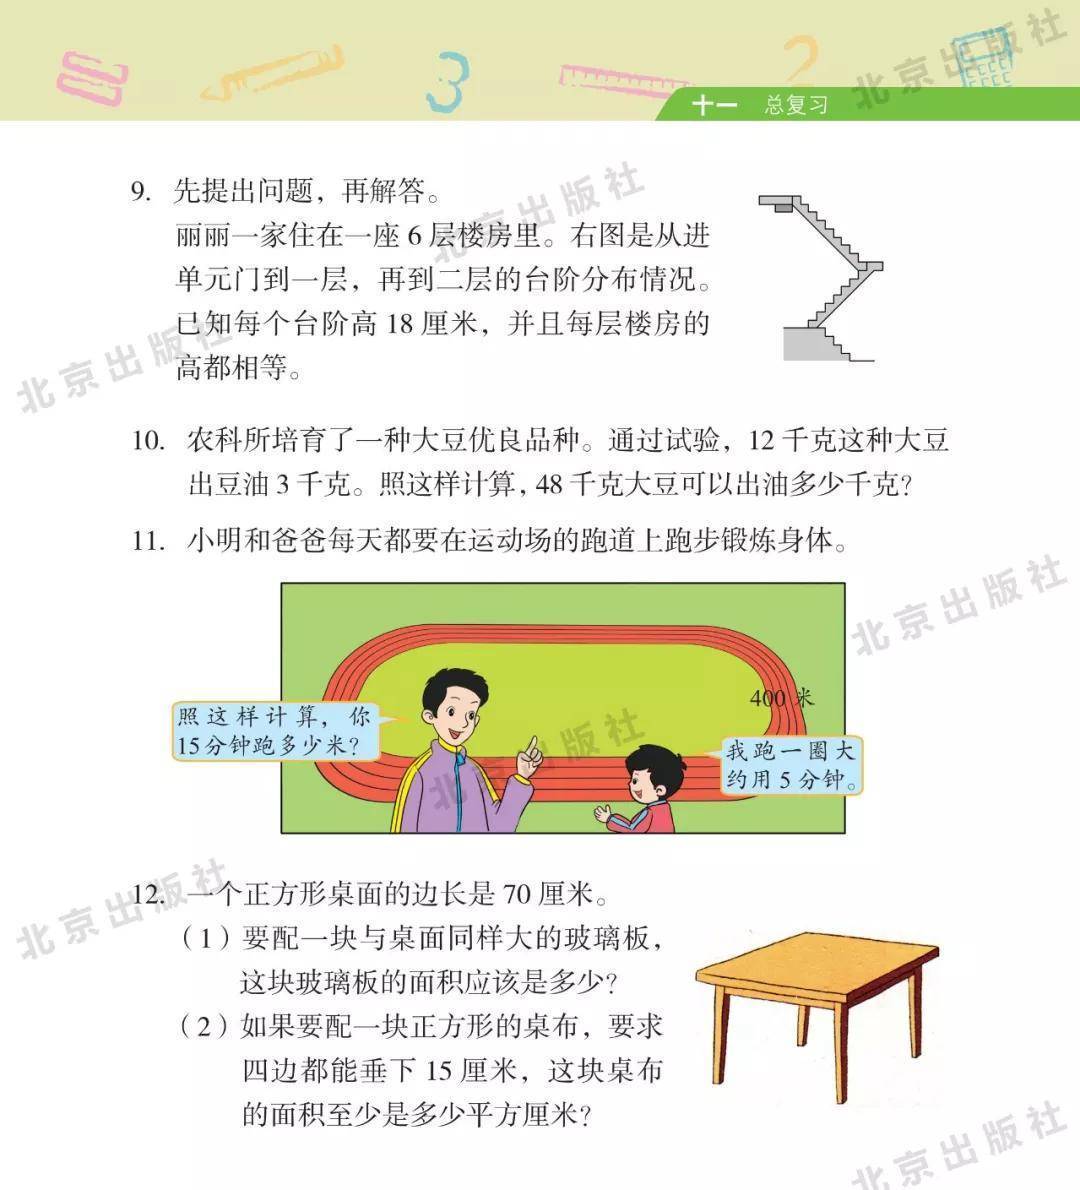 北京出版社
十一 总复习
9. 先提出问题，再解答。
北京出版社
丽丽一家住在一座 6 层楼房里。右图是从进
单元门到一层，再到二层的台阶分布情况。
已知每个台阶高 18 厘米，并且每层楼房的
高都相等。
北京出版社
10. 农科所培育了一种大豆优良品种。通过试验，12 千克这种大豆
出豆油 3 千克。照这样计算，48 千克大豆可以出油多少千克？
11. 小明和爸爸每天都要在运动场的跑道上跑步锻炼身体。
北京出版社
400 米
照这样计算，你
15分钟跑多少米？
北京出版社
我跑一圈大
约用 5 分钟。
12. 一个正方形桌面的边长是 70 厘米。
北京出版社
（1）要配一块与桌面同样大的玻璃板，
这块玻璃板的面积应该是多少？
（2）如果要配一块正方形的桌布，要求
四边都能垂下 15 厘米，这块桌布
的面积至少是多少平方厘米？
北京出版社